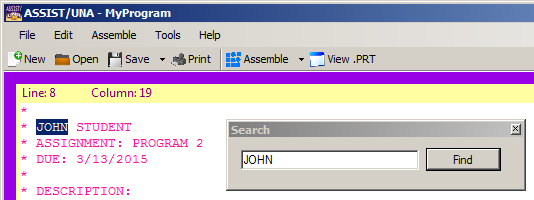 ASSIST/UNA - MyProgram
File Edit Assemble Tools Help
New Open Save Print Assemble View .PRT
Line: 8 Column: 19
*
* JOHN STUDENT
* ASSIGNMENT: PROGRAM 2
* DUE: 3/13/2015
*
* DESCRIPTION:
Search
JOHN Find